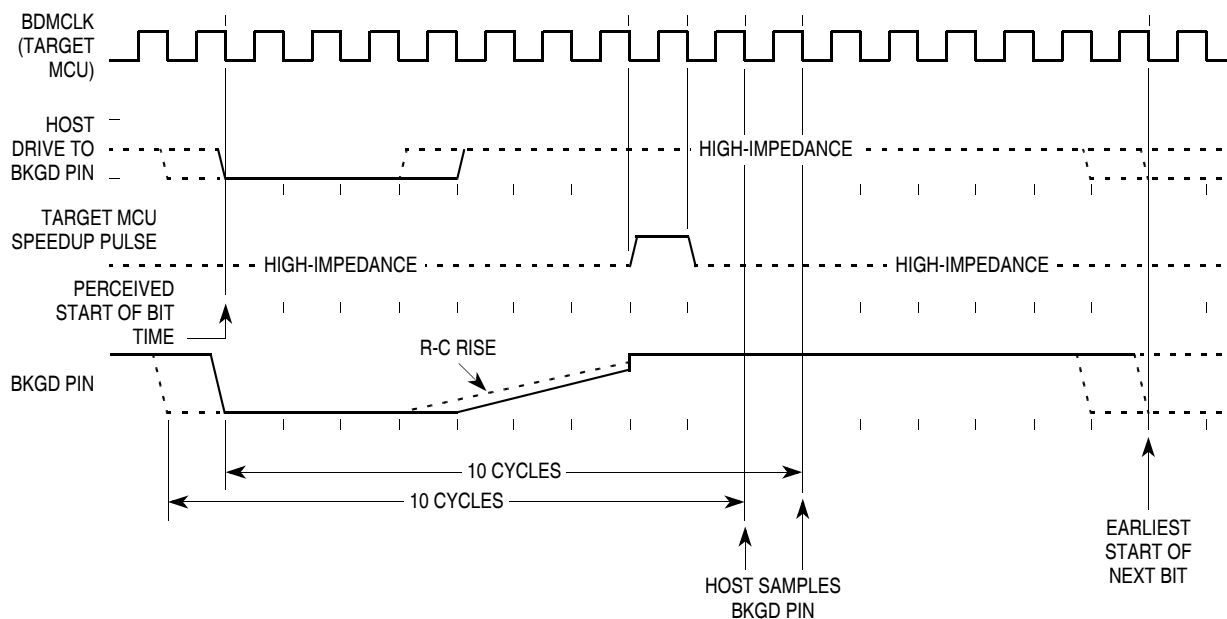 BDMCLK
(TARGET
MCU)
HOST
DRIVE TO
BKGD PIN
HIGH-IMPEDANCE
TARGET MCU
SPEEDUP PULSE
HIGH-IMPEDANCE
HIGH-IMPEDANCE
PERCEIVED
START OF BIT
TIME
R-C RISE
BKGD PIN
10 CYCLES
10 CYCLES
EARLIEST
START OF
NEXT BIT
HOST SAMPLES
BKGD PIN